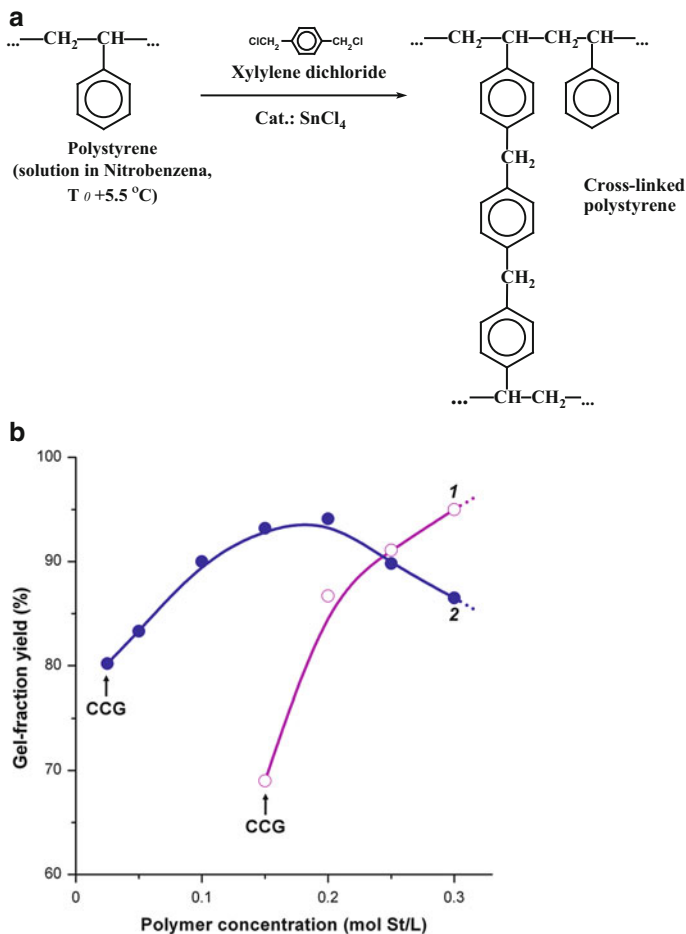 a
...—CH₂—CH—...
ClCH₂ CH₂Cl
Xylylene dichloride
Cat.: SnCl₄
Polystyrene
(solution in Nitrobenzena,
T θ +5.5 °C)
...—CH₂—CH—CH₂—CH—...
CH₂
CH₂
Cross-linked
polystyrene
...—CH—CH₂—...
b
100
90
80
70
60
Gel-fraction yield (%)
1
2
CCG
CCG
0
0.1
0.2
0.3
Polymer concentration (mol St/L)